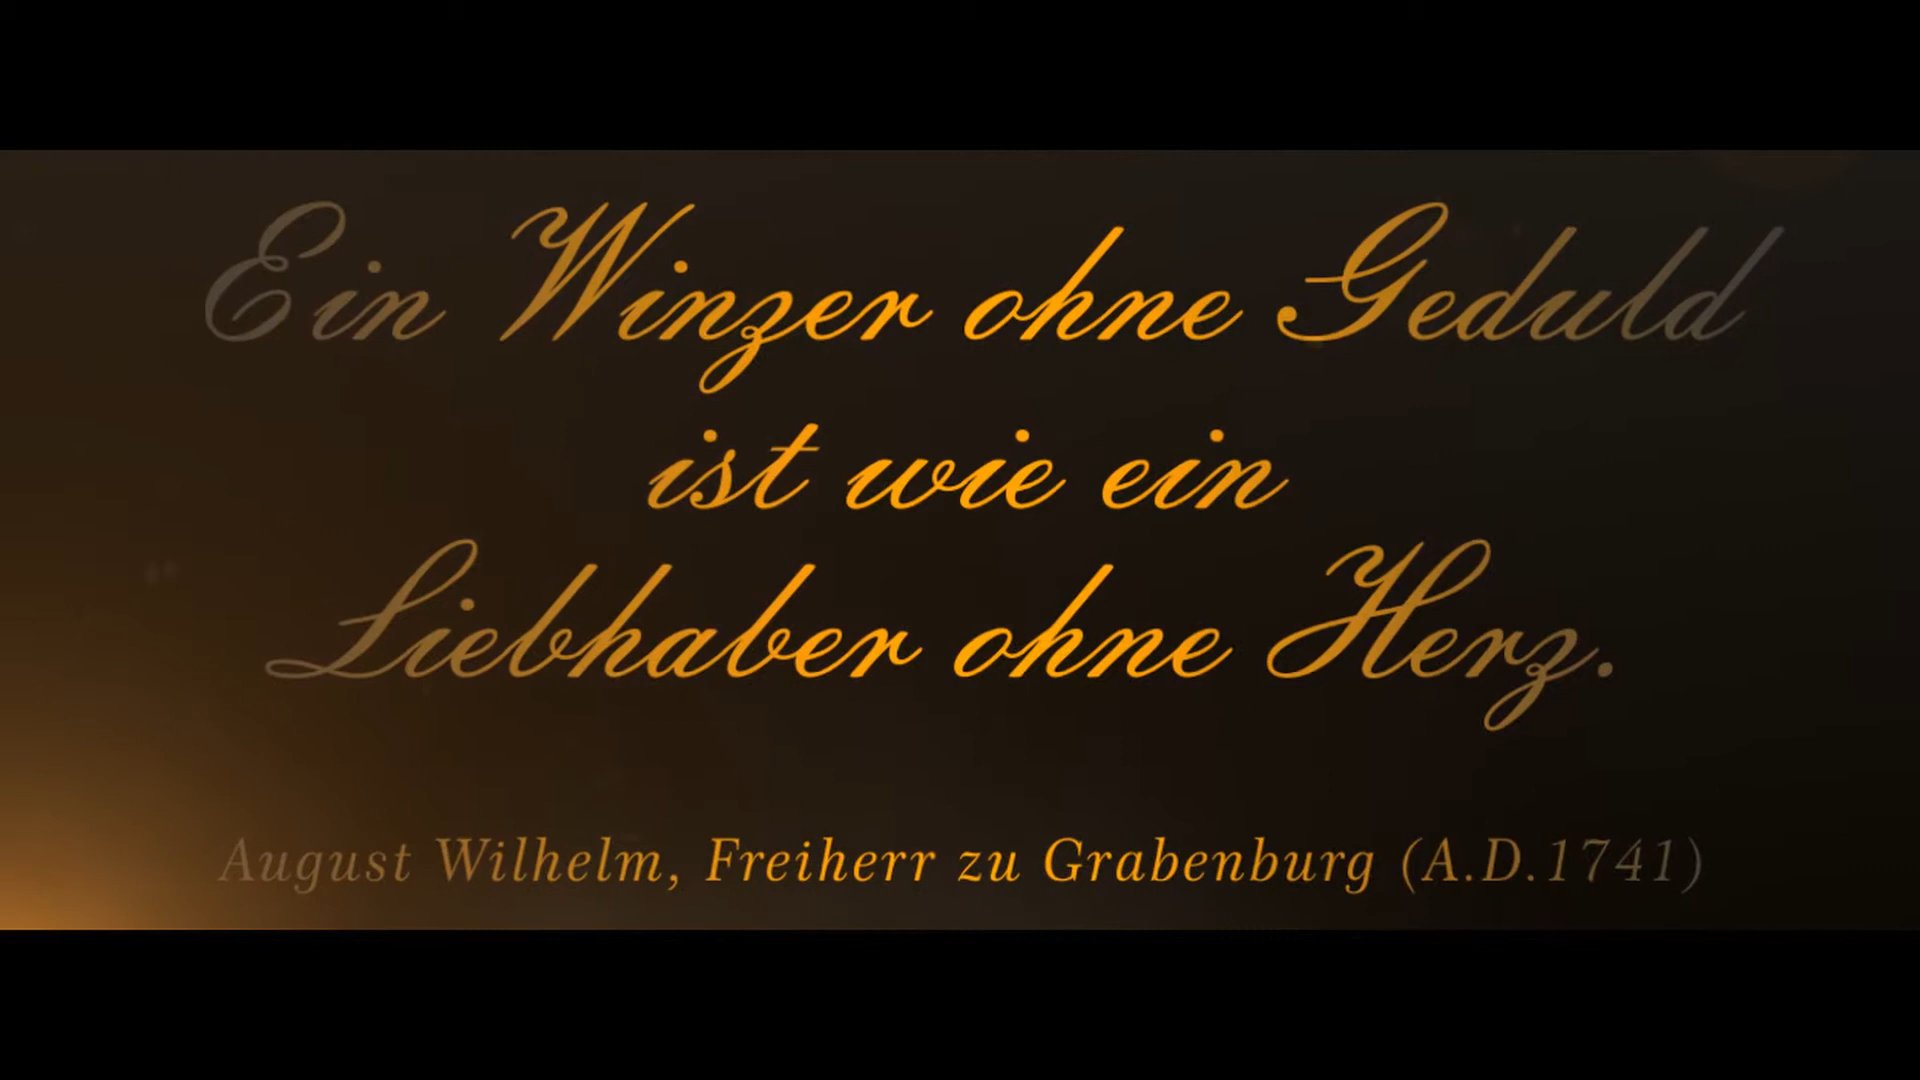 Ein Winzer ohne Geduld
ist wie ein
Liebhaber ohne Herz.
August Wilhelm, Freiherr zu Grabenburg (A.D.1741)